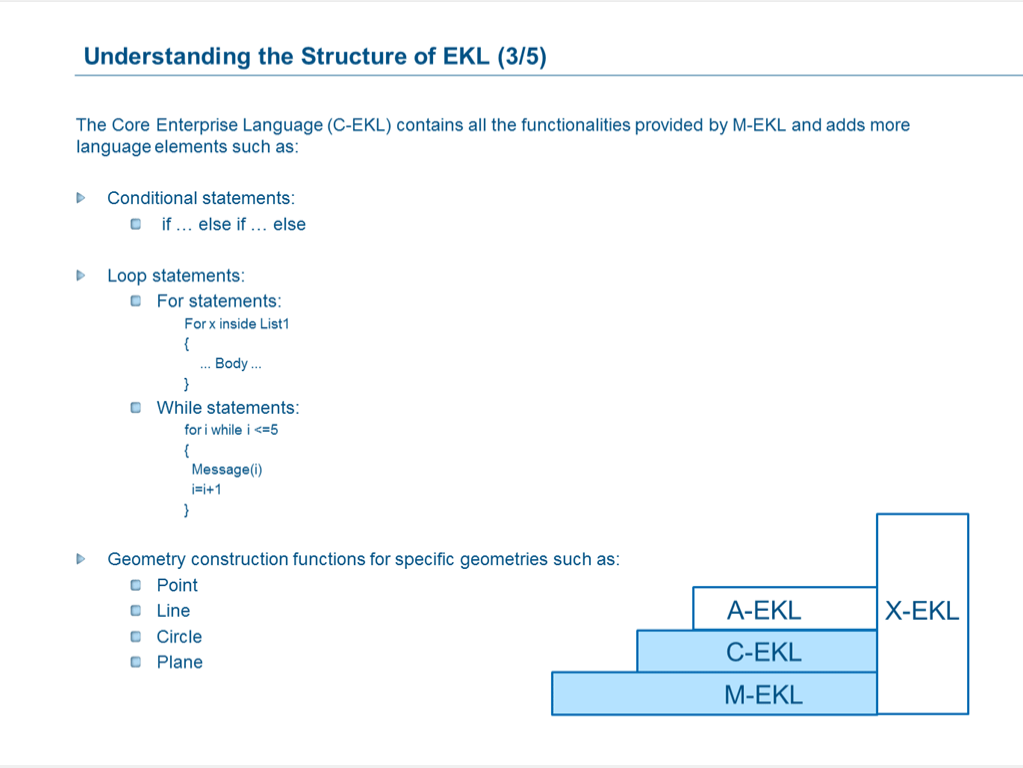 Understanding the Structure of EKL (3/5)
The Core Enterprise Language (C-EKL) contains all the functionalities provided by M-EKL and adds more
language elements such as:
Conditional statements:
if … else if … else
Loop statements:
For statements:
For x inside List1
{
... Body ...
}
While statements:
for i while i <=5
{
Message(i)
i=i+1
}
Geometry construction functions for specific geometries such as:
Point
Line
Circle
Plane
A-EKL
X-EKL
C-EKL
M-EKL